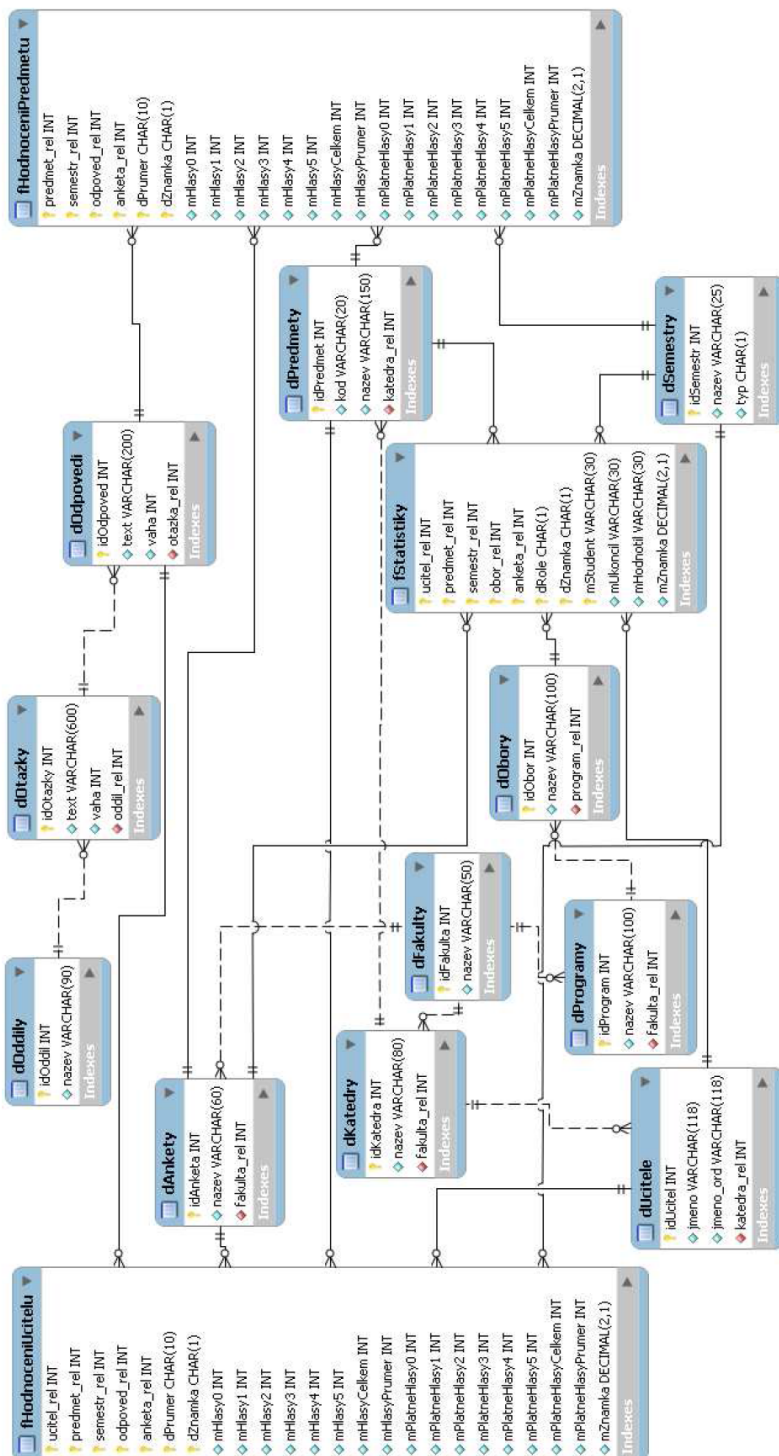 fHodnoceniUcitelu
ucitel_rel INT
predmet_rel INT
semestr_rel INT
odpoved_rel INT
anketa_rel INT
dPrumer CHAR(10)
dZnamka CHAR(1)
mHlasy0 INT
mHlasy1 INT
mHlasy2 INT
mHlasy3 INT
mHlasy4 INT
mHlasy5 INT
mHlasyCelkem INT
mHlasyPrumer INT
mPlatneHlasy0 INT
mPlatneHlasy1 INT
mPlatneHlasy2 INT
mPlatneHlasy3 INT
mPlatneHlasy4 INT
mPlatneHlasy5 INT
mPlatneHlasyCelkem INT
mPlatneHlasyPrumer INT
mZnamka DECIMAL(2,1)
Indexes
dOddily
idOddil INT
nazev VARCHAR(90)
Indexes
dAnkety
idAnketa INT
nazev VARCHAR(60)
fakulta_rel INT
Indexes
dKatedry
idKatedra INT
nazev VARCHAR(80)
fakulta_rel INT
Indexes
dUcitele
idUcitel INT
jmeno VARCHAR(118)
jmeno_ord VARCHAR(118)
katedra_rel INT
Indexes
dOtazky
idOtazky INT
text VARCHAR(600)
vaha INT
oddil_rel INT
Indexes
dFakulty
idFakulta INT
nazev VARCHAR(50)
Indexes
dProgramy
idProgram INT
nazev VARCHAR(100)
fakulta_rel INT
Indexes
dObory
idObor INT
nazev VARCHAR(100)
program_rel INT
Indexes
dOdpovedi
idOdpoved INT
text VARCHAR(200)
vaha INT
otazka_rel INT
Indexes
dPredmety
idPredmet INT
kod VARCHAR(20)
nazev VARCHAR(150)
katedra_rel INT
Indexes
fStatistiky
ucitel_rel INT
predmet_rel INT
semestr_rel INT
obor_rel INT
anketa_rel INT
dRole CHAR(1)
dZnamka CHAR(1)
mStudent VARCHAR(30)
mUkoncil VARCHAR(30)
mHodnotil VARCHAR(30)
mZnamka DECIMAL(2,1)
Indexes
dSemestry
idSemestr INT
nazev VARCHAR(25)
typ CHAR(1)
Indexes
fHodnoceniPredmetu
predmet_rel INT
semestr_rel INT
odpoved_rel INT
anketa_rel INT
dPrumer CHAR(10)
dZnamka CHAR(1)
mHlasy0 INT
mHlasy1 INT
mHlasy2 INT
mHlasy3 INT
mHlasy4 INT
mHlasy5 INT
mHlasyCelkem INT
mHlasyPrumer INT
mPlatneHlasy0 INT
mPlatneHlasy1 INT
mPlatneHlasy2 INT
mPlatneHlasy3 INT
mPlatneHlasy4 INT
mPlatneHlasy5 INT
mPlatneHlasyCelkem INT
mPlatneHlasyPrumer INT
mZnamka DECIMAL(2,1)
Indexes